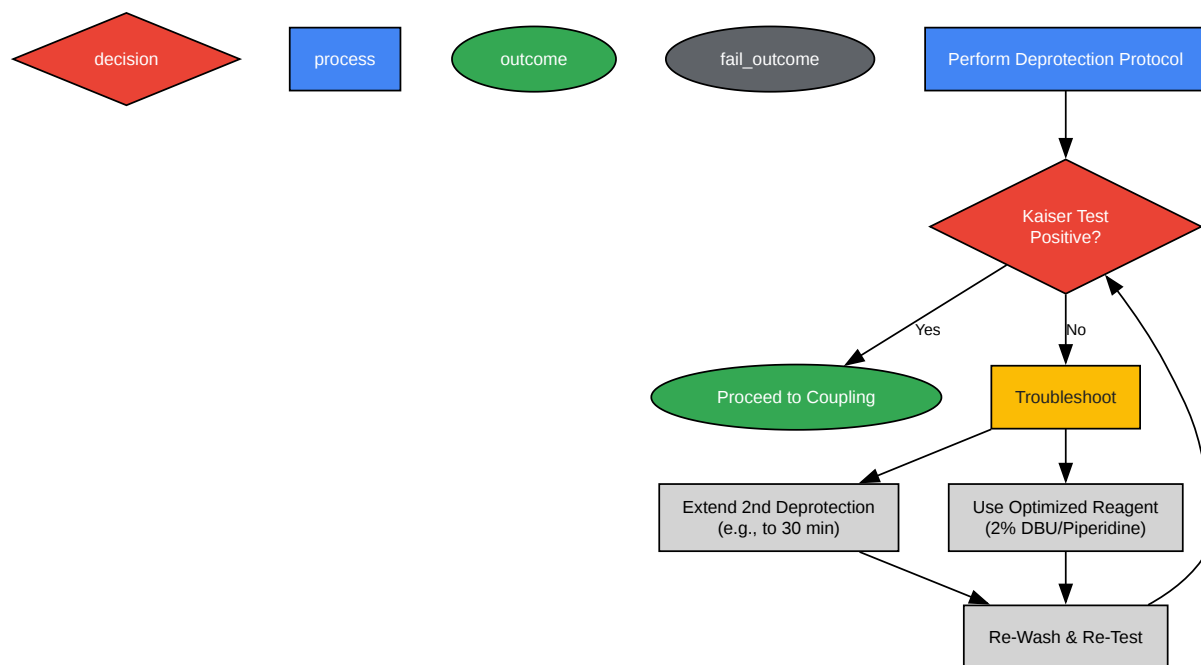 decision
process
outcome
fail_outcome
Perform Deprotection Protocol
Kaiser Test
Positive?
Yes
No
Proceed to Coupling
Troubleshoot
Extend 2nd Deprotection
(e.g., to 30 min)
Use Optimized Reagent
(2% DBU/Piperidine)
Re-Wash & Re-Test